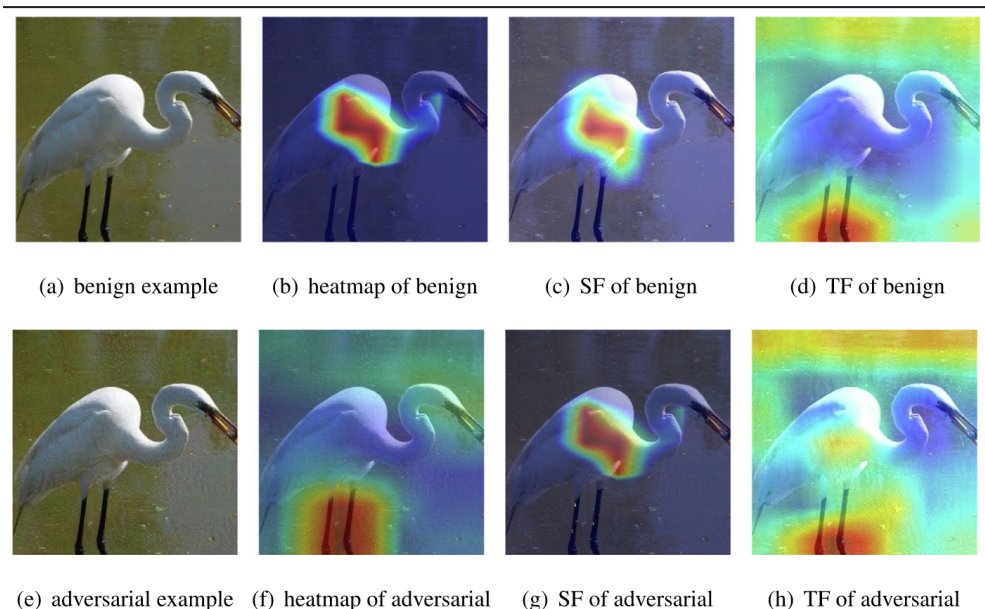 (a) benign example (b) heatmap of benign (c) SF of benign (d) TF of benign
(e) adversarial example (f) heatmap of adversarial (g) SF of adversarial (h) TF of adversarial